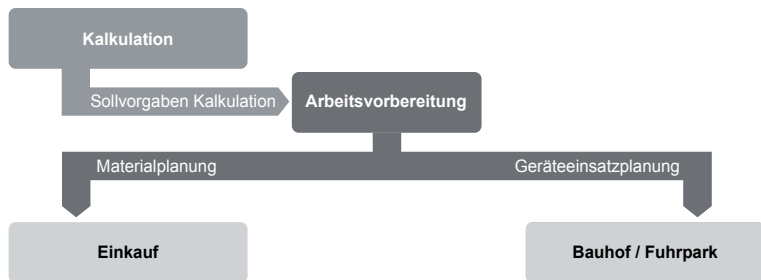 Kalkulation
Sollvorgaben Kalkulation
Arbeitsvorbereitung
Materialplanung
Geräteeinsatzplanung
Einkauf
Bauhof / Fuhrpark